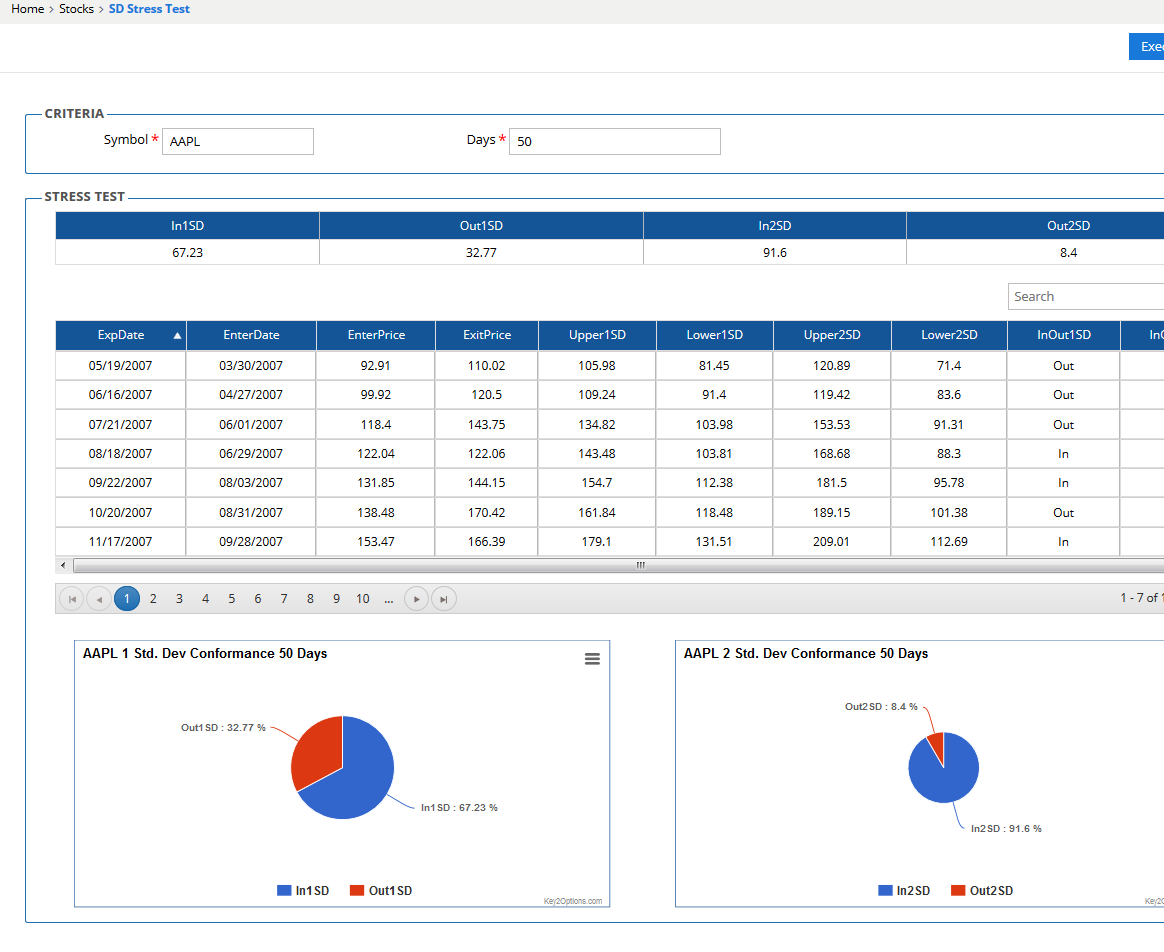 Home > Stocks > SD Stress Test
CRITERIA
Symbol * AAPL Days * 50
STRESS TEST
In1SD Out1SD In2SD Out2SD
67.23 32.77 91.6 8.4
Search
ExpDate EnterDate EnterPrice ExitPrice Upper1SD Lower1SD Upper2SD Lower2SD InOut1SD
05/19/2007 03/30/2007 92.91 110.02 105.98 81.45 120.89 71.4 Out
06/16/2007 04/27/2007 99.92 120.5 109.24 91.4 119.42 83.6 Out
07/21/2007 06/01/2007 118.4 143.75 134.82 103.98 153.53 91.31 Out
08/18/2007 06/29/2007 122.04 122.06 143.48 103.81 168.68 88.3 In
09/22/2007 08/03/2007 131.85 144.15 154.7 112.38 181.5 95.78 In
10/20/2007 08/31/2007 138.48 170.42 161.84 118.48 189.15 101.38 Out
11/17/2007 09/28/2007 153.47 166.39 179.1 131.51 209.01 112.69 In
1 2 3 4 5 6 7 8 9 10 ... 1 - 7 of
AAPL 1 Std. Dev Conformance 50 Days
Out1SD : 32.77 %
In1SD : 67.23 %
In1SD Out1SD
Key2Options.com
AAPL 2 Std. Dev Conformance 50 Days
Out2SD : 8.4 %
In2SD : 91.6 %
In2SD Out2SD